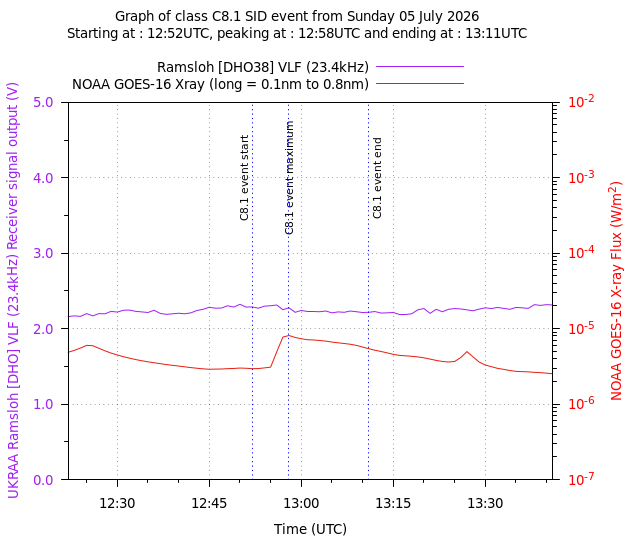 Graph of class C8.1 SID event from Sunday 05 July 2026
Starting at : 12:52UTC, peaking at : 12:58UTC and ending at : 13:11UTC
Ramsloh [DHO38] VLF (23.4kHz)
NOAA GOES-16 Xray (long = 0.1nm to 0.8nm)
UKRAA Ramsloh [DHO] VLF (23.4kHz) Receiver signal output (V)
5.0
4.0
3.0
2.0
1.0
0.0
C8.1 event start
C8.1 event maximum
C8.1 event end
10⁻²
10⁻³
10⁻⁴
10⁻⁵
10⁻⁶
10⁻⁷
NOAA GOES-16 X-ray Flux (W/m²)
12:30
12:45
13:00
13:15
13:30
Time (UTC)